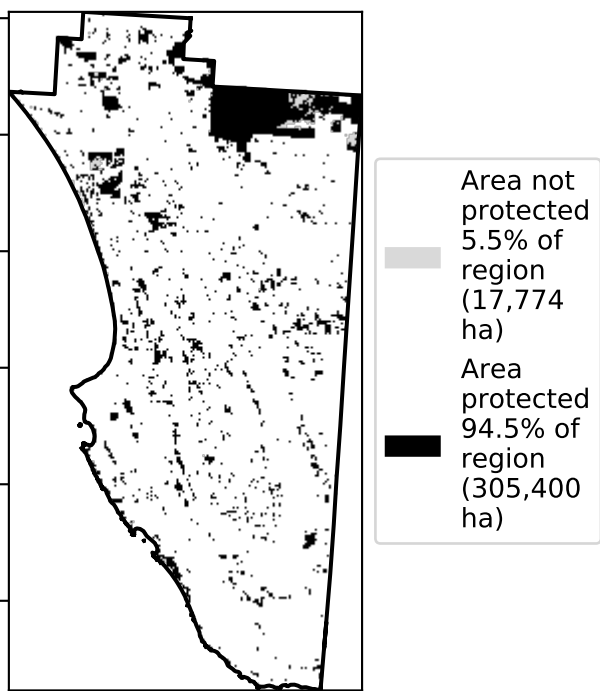 Area not
protected
5.5% of
region
(17,774
ha)
Area
protected
94.5% of
region
(305,400
ha)